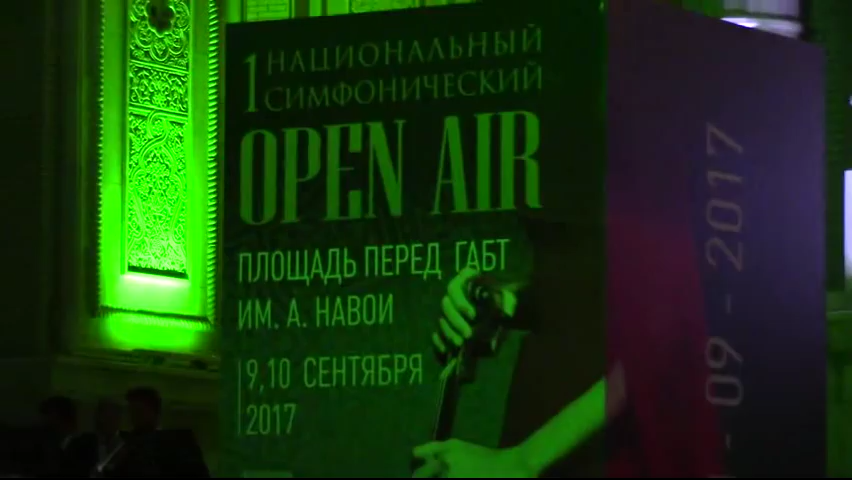 1 НАЦИОНАЛЬНЫЙ
СИМФОНИЧЕСКИЙ
OPEN AIR
ПЛОЩАДЬ ПЕРЕД ГАБТ
ИМ. А. НАВОИ
9,10 СЕНТЯБРЯ
2017
- 09 - 2017